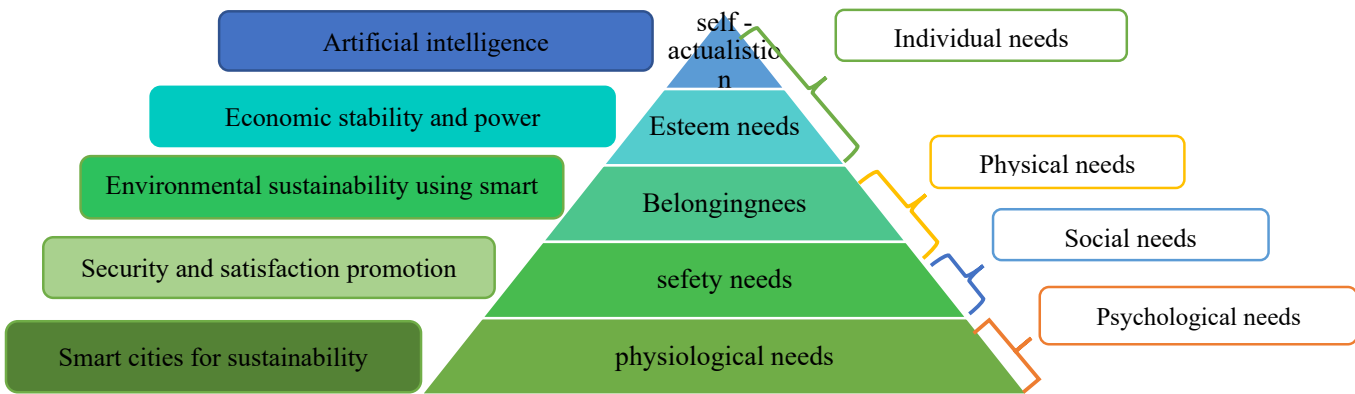 Artificial intelligence
Economic stability and power
Environmental sustainability using smart
Security and satisfaction promotion
Smart cities for sustainability
self -
actualistio
n
Esteem needs
Belongingnees
sefety needs
physiological needs
Individual needs
Physical needs
Social needs
Psychological needs